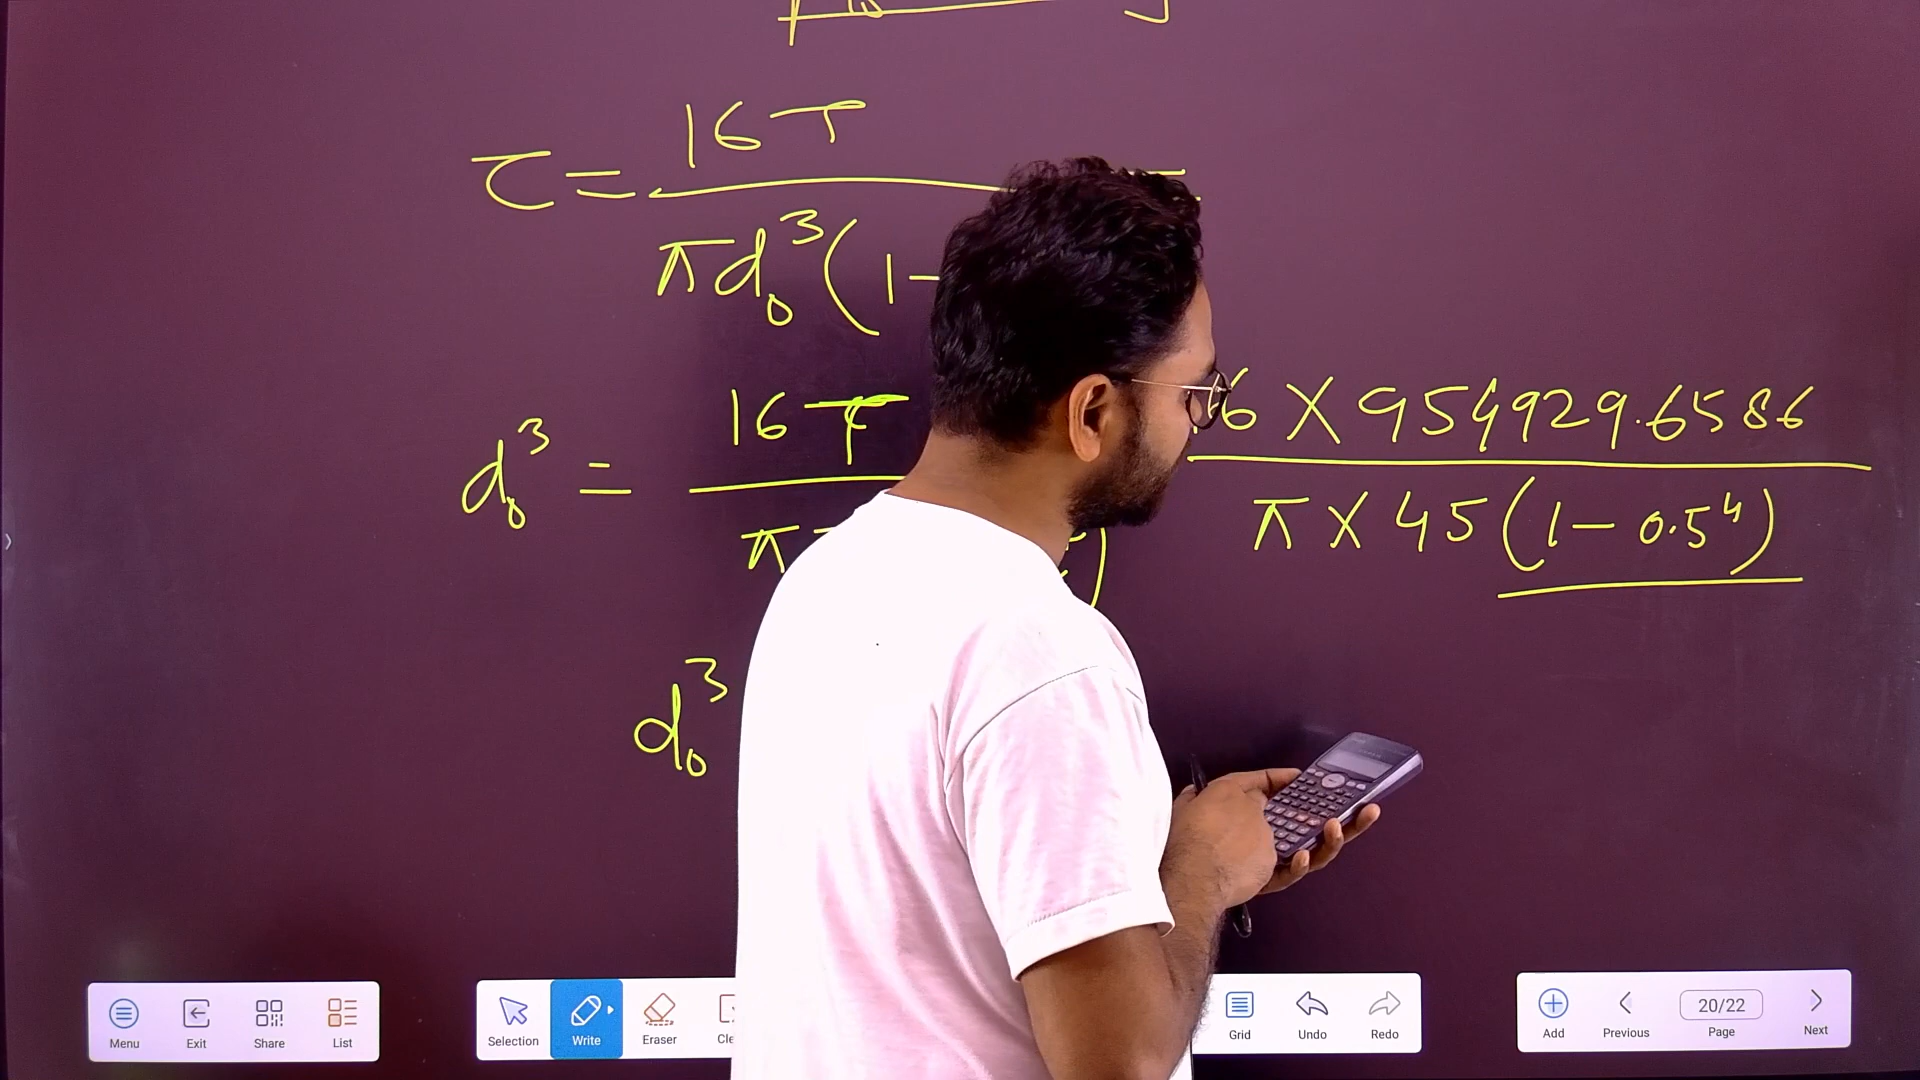 τ = 16T
πd₀³(1-
d₀³ = 16T 6 X 954929.6586
π π X 45 (1 - 0.5⁴)
d₀³
Menu Exit Share List Selection Write Eraser Grid Undo Redo Add Previous 20/22 Page Next